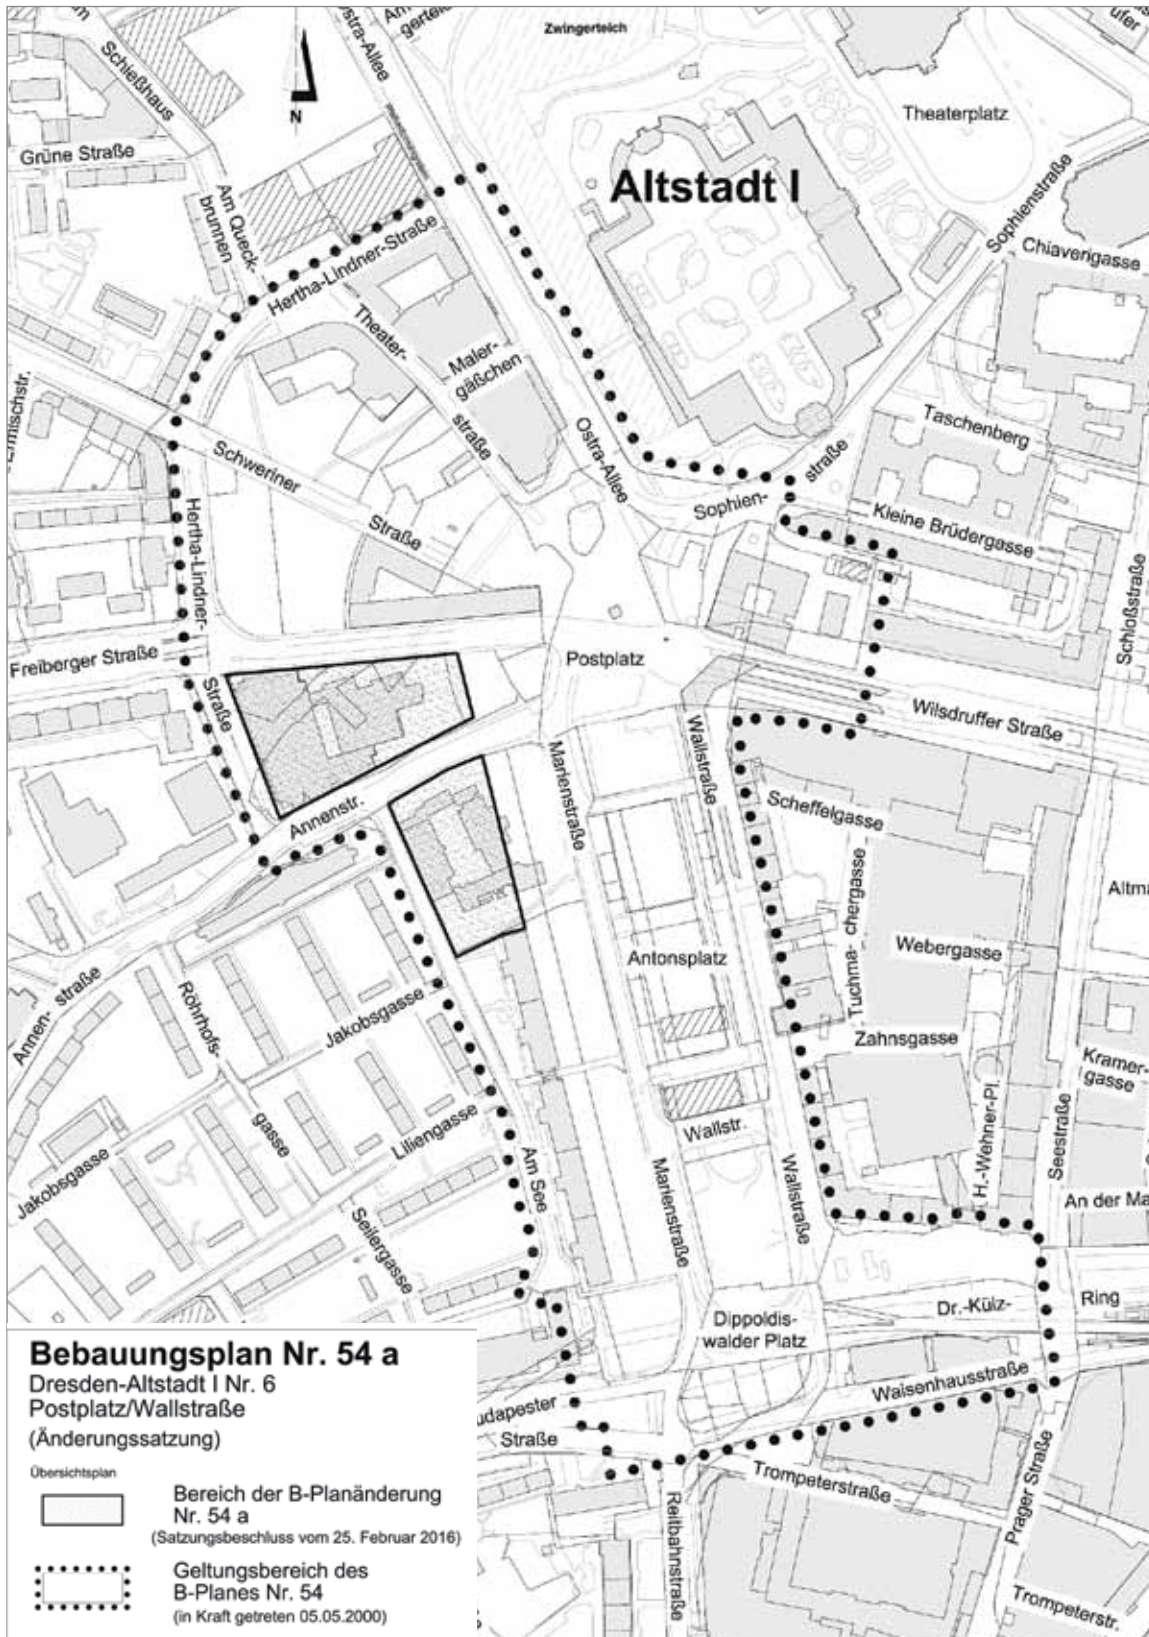 Zwingerteich
ufer
Schießhaus
Ostra-Allee
Theaterplatz
Grüne Straße
Altstadt I
Am Queck-
brunnen
Sophienstraße
N
Chiaverigasse
Hertha-Lindner-Straße
Theater-
straße
Maler-
gäßchen
Taschenberg
Ostra-Allee
Schweriner
Straße
Sophien-
straße
Kleine Brüdergasse
Hertha-Lindner-
Straße
Schloßstraße
Freiberger Straße
Postplatz
Wilsdruffer Straße
Wallstraße
Marienstraße
Annenstr.
Scheffelgasse
Tuchma-
chergasse
Altma
Webergasse
Antonsplatz
Annen-
straße
Röhrhofs-
gasse
Jakobsgasse
Zahnsgasse
Kramer-
gasse
Liliengasse
Wallstr.
H.-Wehner-Pl.
Seestraße
Jakobsgasse
Am See
Marienstraße
Wallstraße
An der Ma
Seilergasse
Dippoldis-
walder Platz
Dr.-Külz-
Ring
Waisenhausstraße
udapester
Straße
Trompeterstraße
Prager Straße
Reitbahnstraße
Trompeterstr.
Bebauungsplan Nr. 54 a
Dresden-Altstadt I Nr. 6
Postplatz/Wallstraße
(Änderungssatzung)
Übersichtsplan
Bereich der B-Planänderung
Nr. 54 a
(Satzungsbeschluss vom 25. Februar 2016)
Geltungsbereich des
B-Planes Nr. 54
(in Kraft getreten 05.05.2000)